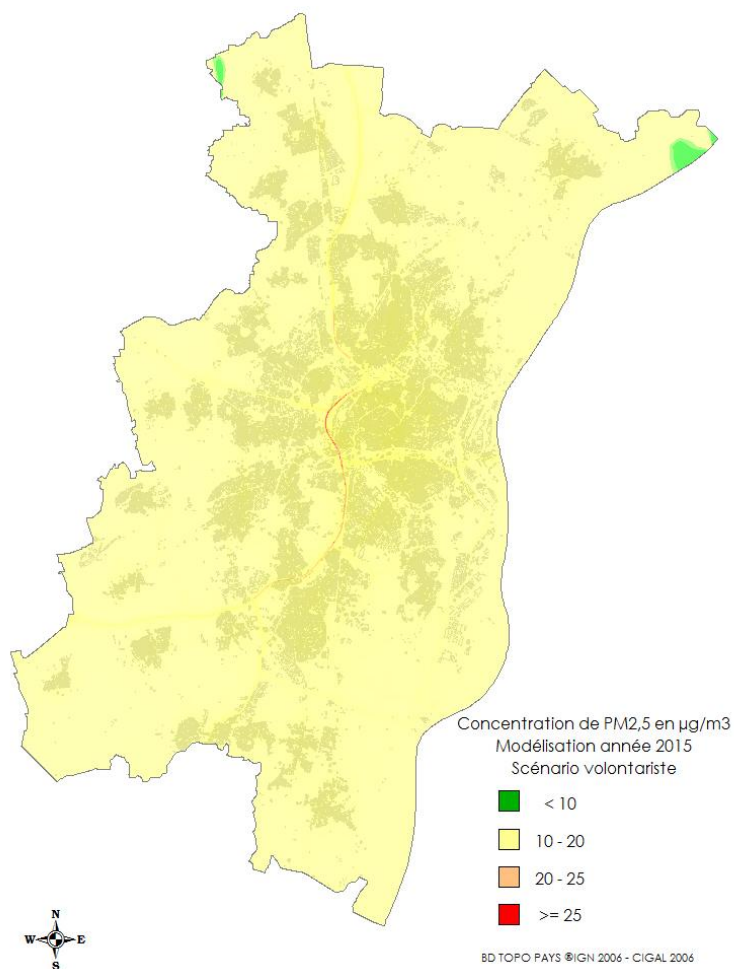 Concentration de PM2,5 en µg/m3
Modélisation année 2015
Scénario volontariste
< 10
10 - 20
20 - 25
>= 25
N
W E
S
BD TOPO PAYS ®IGN 2006 - CIGAL 2006